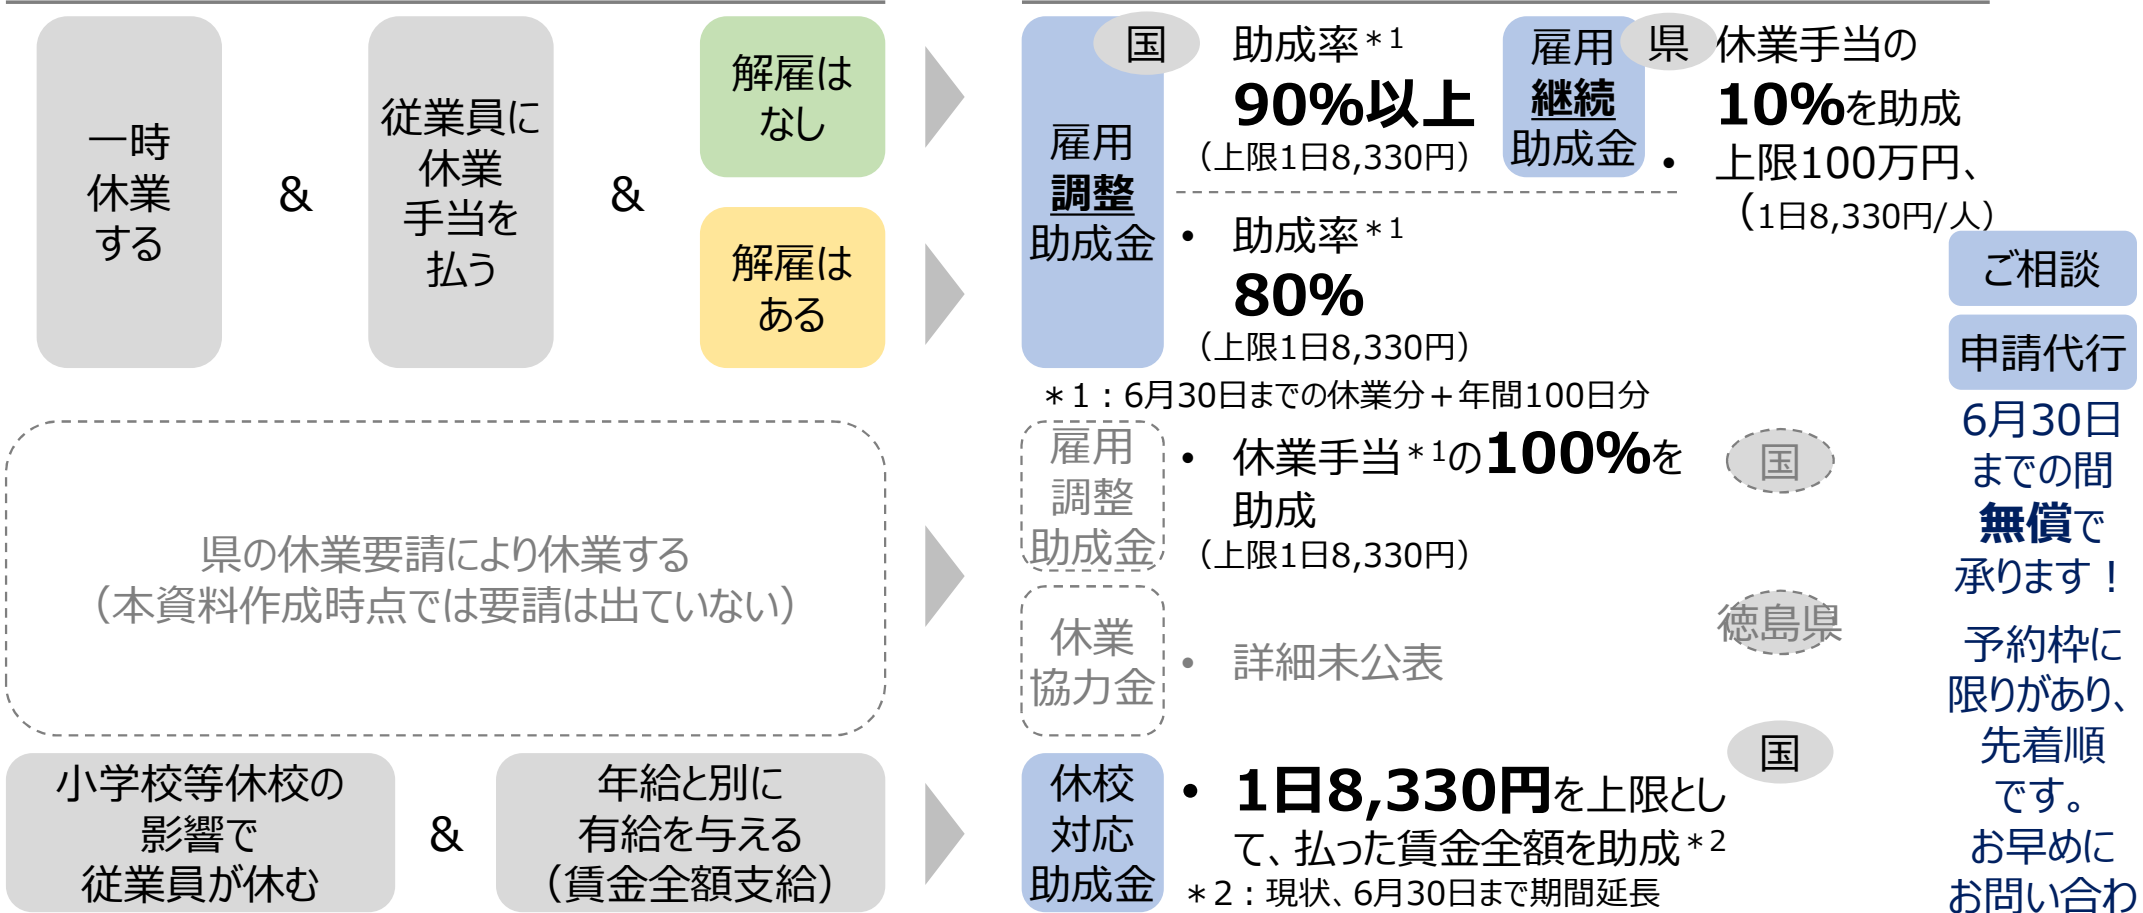 一時
休業
する
&
従業員に
休業
手当を
払う
&
解雇は
なし
解雇は
ある
雇用
調整
助成金
国
助成率＊1
90%以上
（上限1日8,330円）
雇用
継続
助成金
県
休業手当の
10%を助成
• 上限100万円、
（1日8,330円/人）
• 助成率＊1
80%
（上限1日8,330円）
＊1：6月30日までの休業分＋年間100日分
県の休業要請により休業する
（本資料作成時点では要請は出ていない）
雇用
調整
助成金
• 休業手当＊1の100%を
助成
（上限1日8,330円）
国
休業
協力金
• 詳細未公表
徳島県
小学校等休校の
影響で
従業員が休む
&
年給と別に
有給を与える
（賃金全額支給）
休校
対応
助成金
• 1日8,330円を上限とし
て、払った賃金全額を助成＊2
＊2：現状、6月30日まで期間延長
国
ご相談
申請代行
6月30日
までの間
無償で
承ります！
予約枠に
限りがあり、
先着順
です。
お早めに
お問い合わ